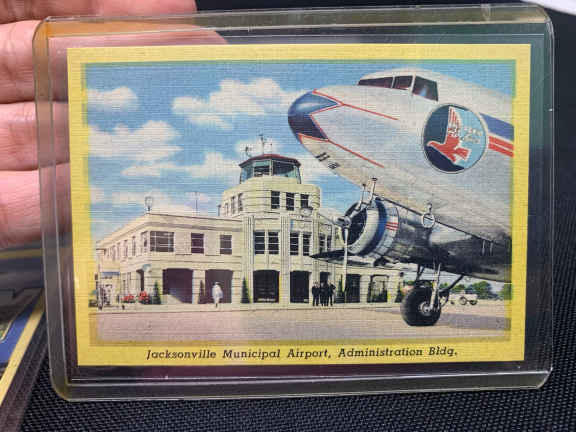 Jacksonville Municipal Airport, Administration Bldg.